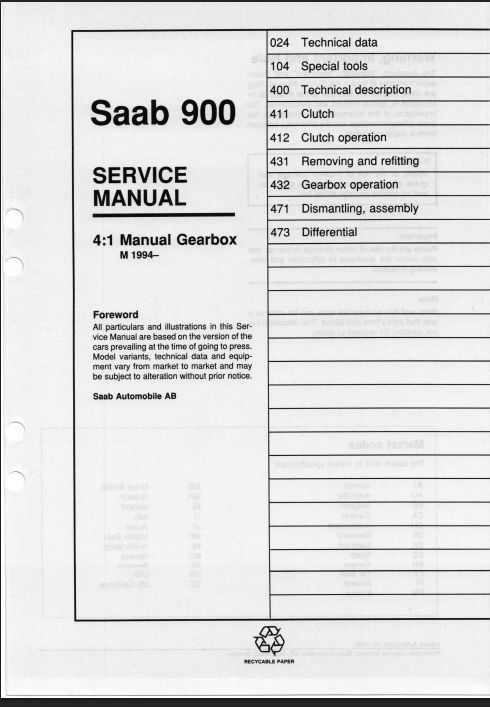 Saab 900
SERVICE
MANUAL
4:1 Manual Gearbox
M 1994–
Foreword
All particulars and illustrations in this Ser-
vice Manual are based on the version of the
cars prevailing at the time of going to press.
Model variants, technical data and equip-
ment vary from market to market and may
be subject to alteration without prior notice.
Saab Automobile AB
024 Technical data
104 Special tools
400 Technical description
411 Clutch
412 Clutch operation
431 Removing and refitting
432 Gearbox operation
471 Dismantling, assembly
473 Differential
RECYCABLE PAPER